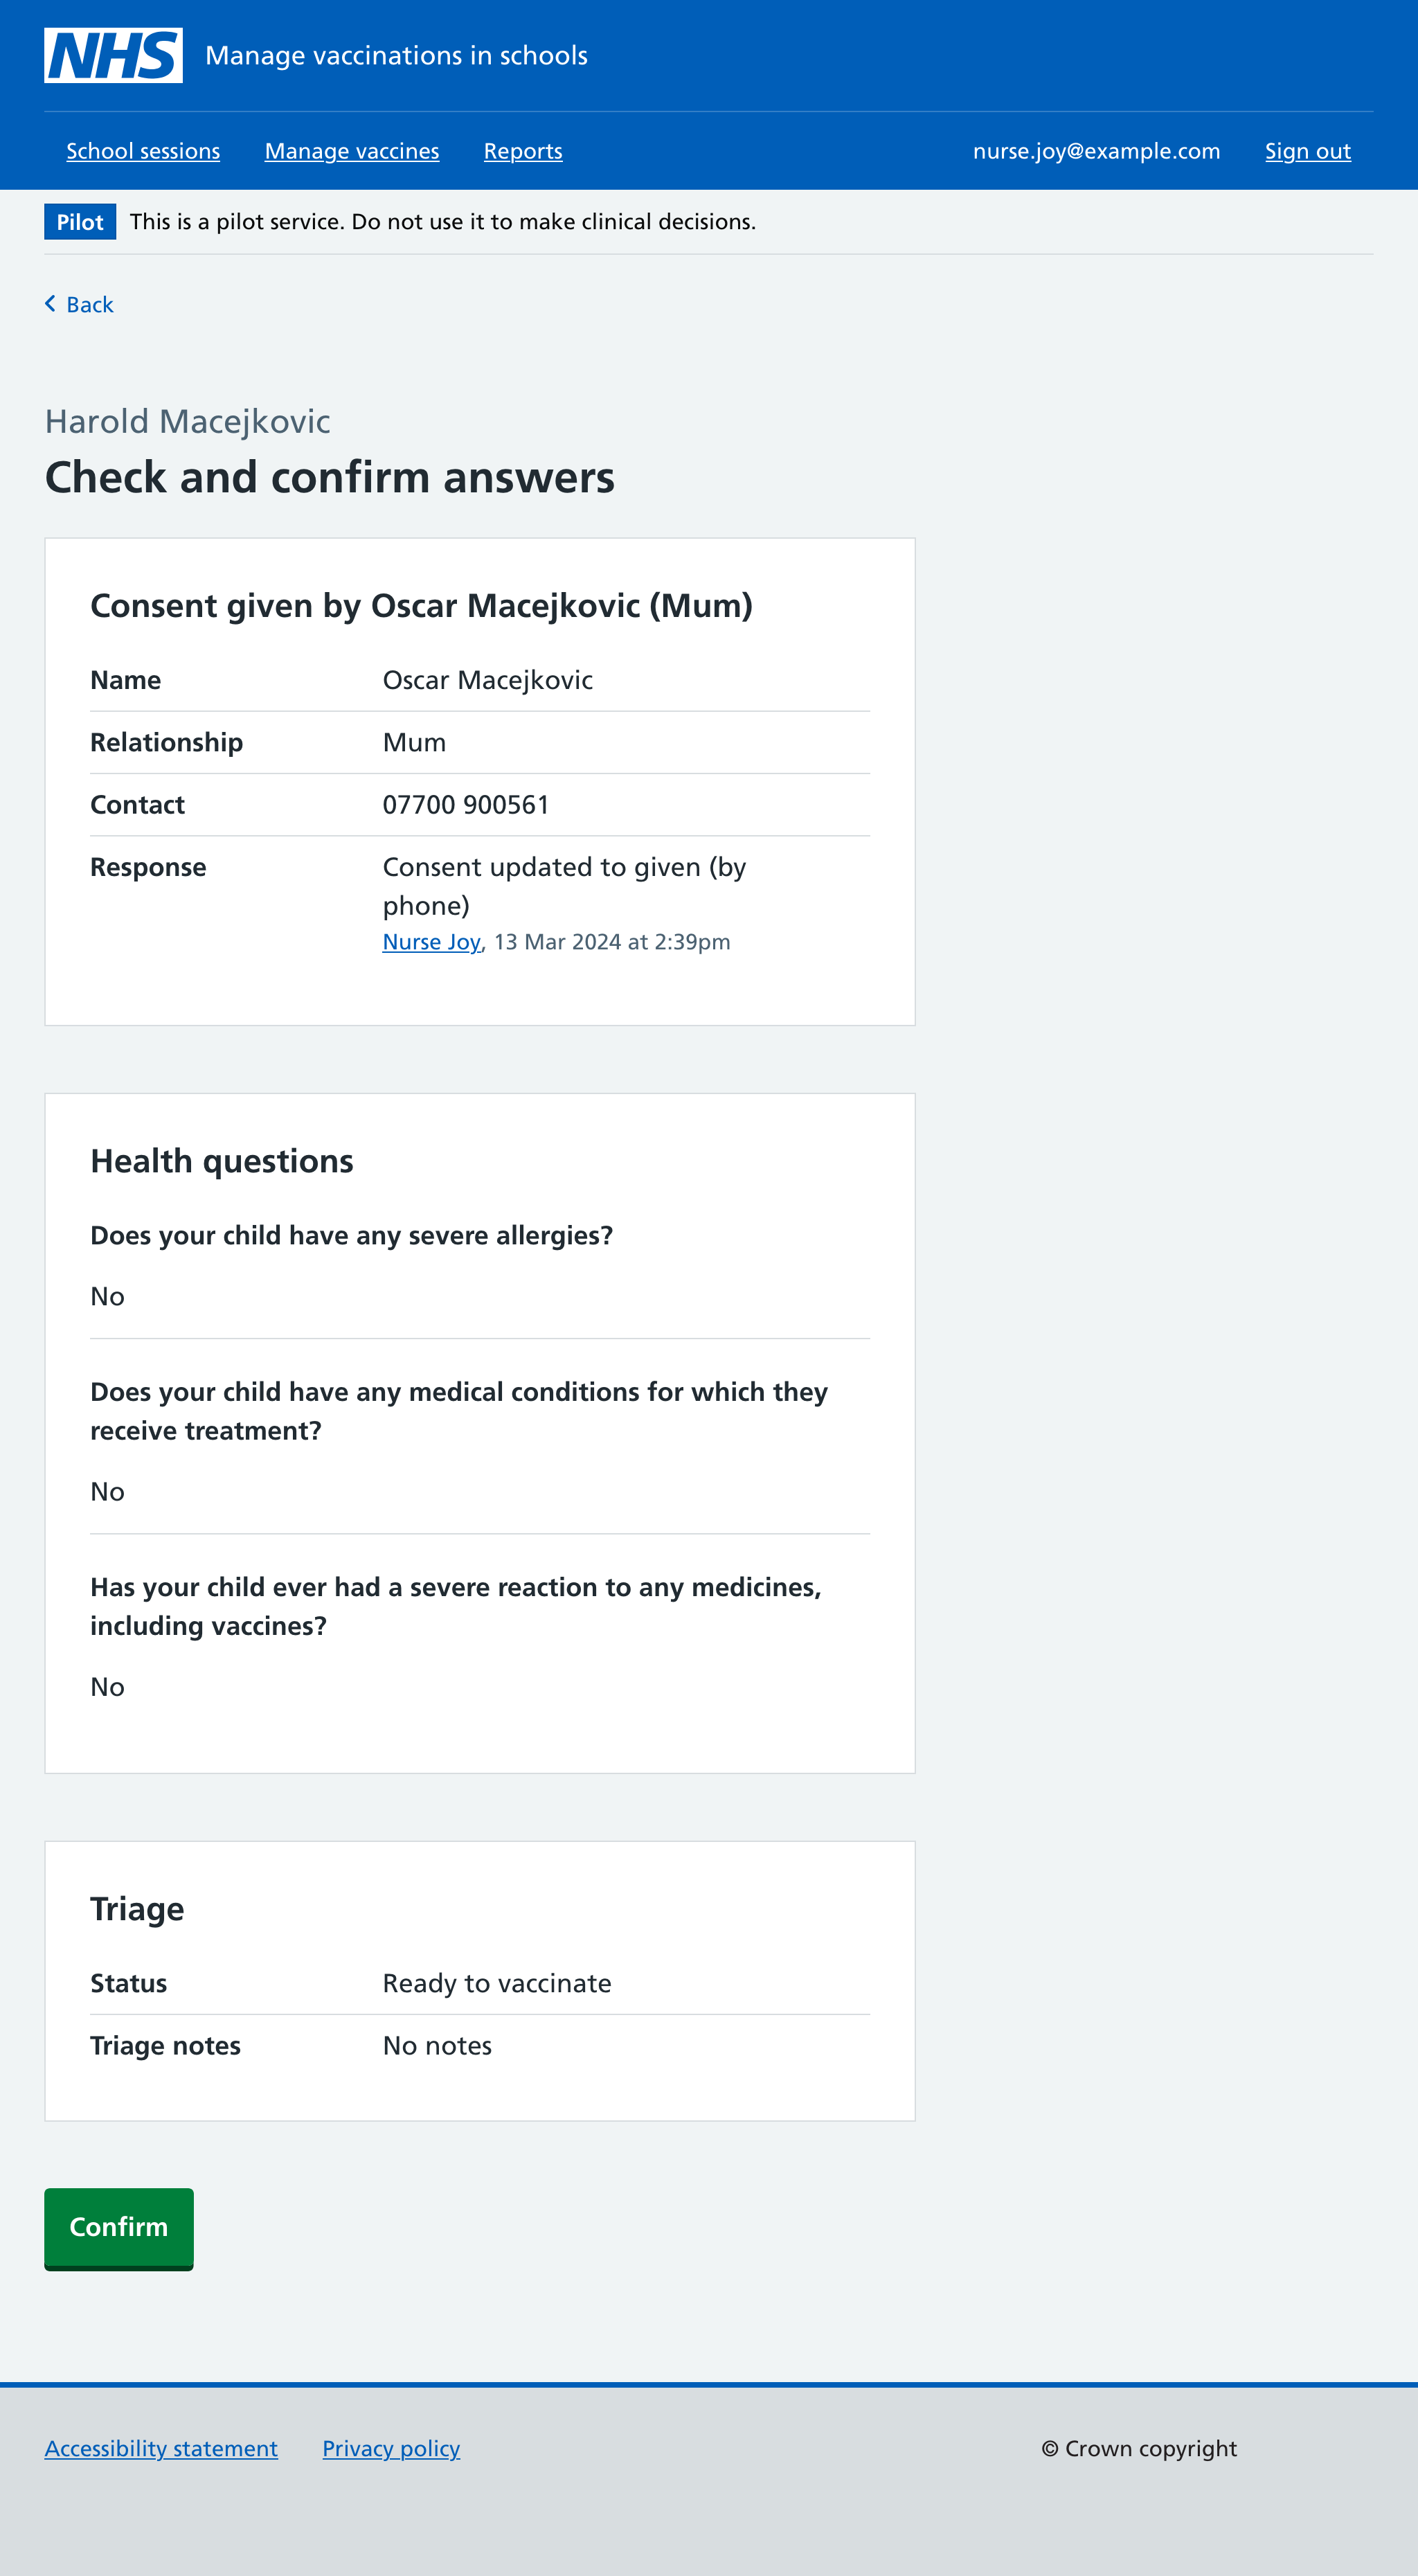 NHS Manage vaccinations in schools
School sessions Manage vaccines Reports nurse.joy@example.com Sign out
Pilot This is a pilot service. Do not use it to make clinical decisions.
Back
Harold Macejkovic
Check and confirm answers
Consent given by Oscar Macejkovic (Mum)
Name Oscar Macejkovic
Relationship Mum
Contact 07700 900561
Response Consent updated to given (by
phone)
Nurse Joy, 13 Mar 2024 at 2:39pm
Health questions
Does your child have any severe allergies?
No
Does your child have any medical conditions for which they
receive treatment?
No
Has your child ever had a severe reaction to any medicines,
including vaccines?
No
Triage
Status Ready to vaccinate
Triage notes No notes
Confirm
Accessibility statement Privacy policy © Crown copyright